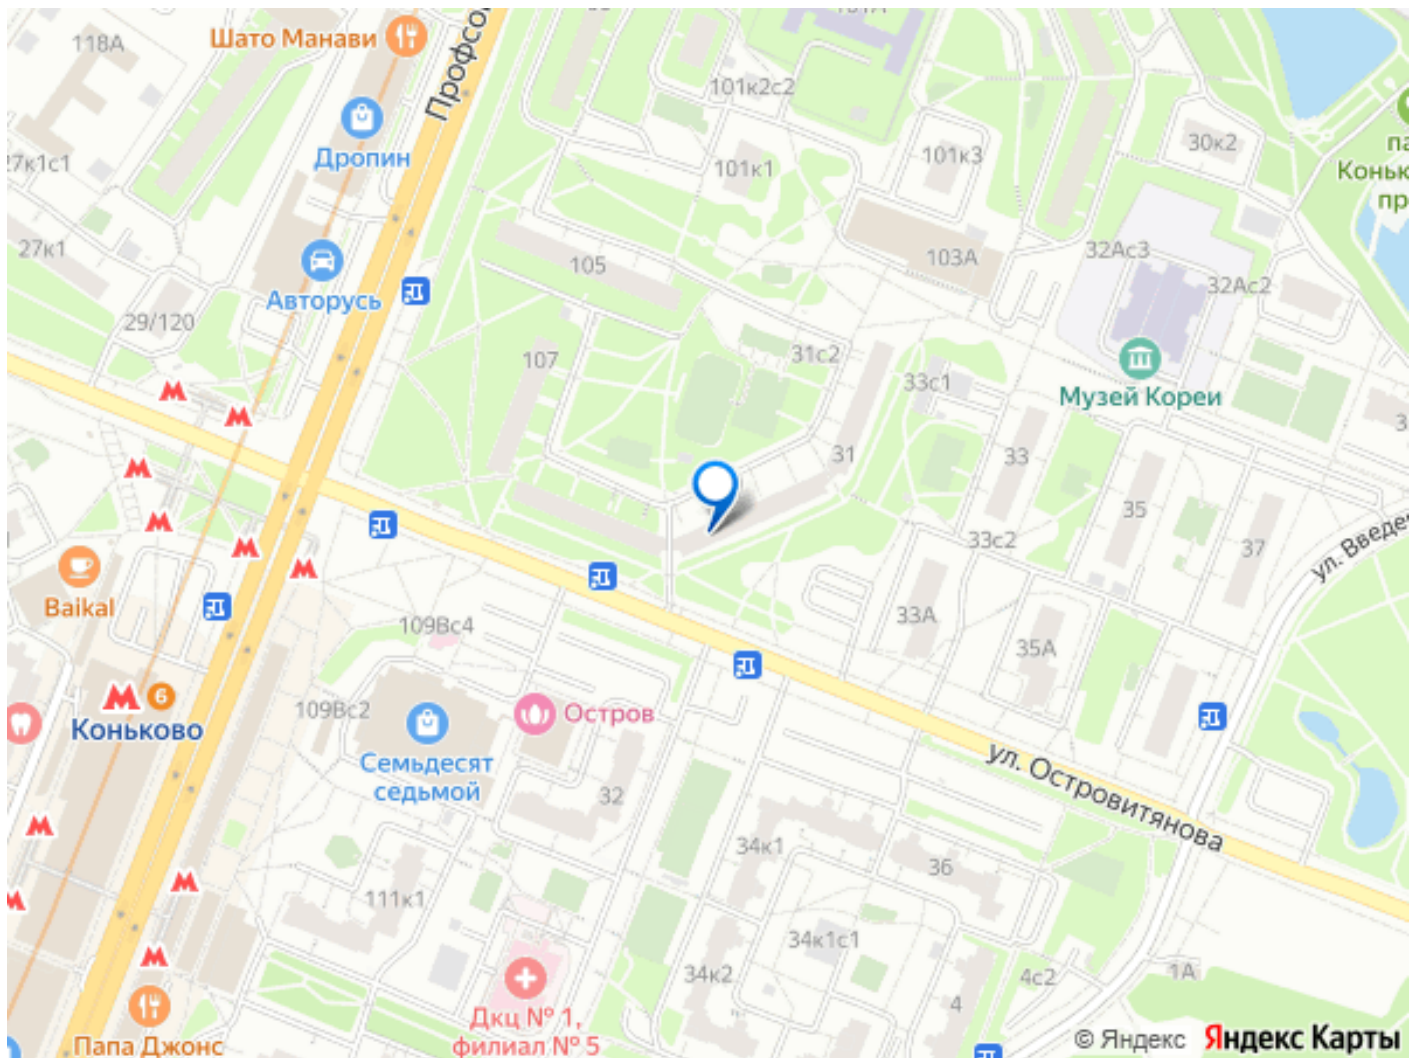 118А
Шато Манави
Профсо
101к2с2
Дропин
27к1с1
101к1
101к3
30к2
Коньк
пр
27к1
105
103А
32Ас3
32Ас2
Авторусь
29/120
107
31с2
33с1
Музей Кореи
М
М
М
31
33
35
М
М
М
33с2
37
ул. Введе
Baikal
109Вс4
33А
35А
М
6
Коньково
109Вс2
Остров
Семьдесят
седьмой
32
ул. Островитянова
34к1
36
М
М
М
111к1
34к1с1
34к2
4с2
1А
4
М
Дкц № 1,
филиал № 5
Папа Джонс
© Яндекс
Яндекс Карты